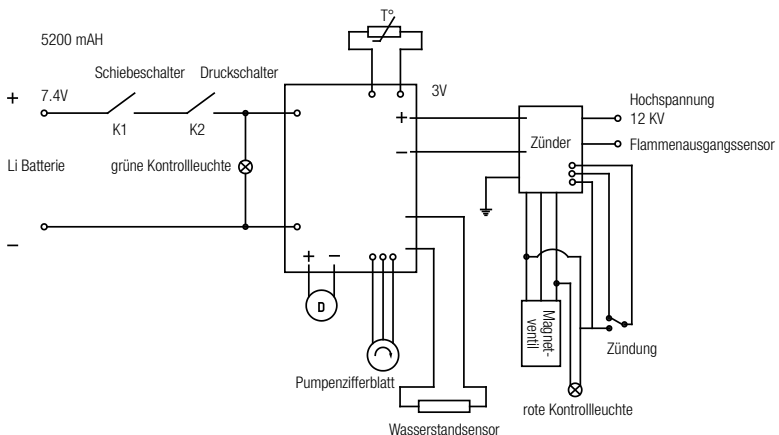 5200 mAH
T°
Schiebeschalter
Druckschalter
+
7.4V
K1
K2
3V
Li Batterie
grüne Kontrollleuchte
−
+
−
+
−
D
Pumpenzifferblatt
Wasserstandsensor
Zünder
Hochspannung
12 KV
Flammenausgangssensor
Magnet-
ventil
Zündung
rote Kontrollleuchte